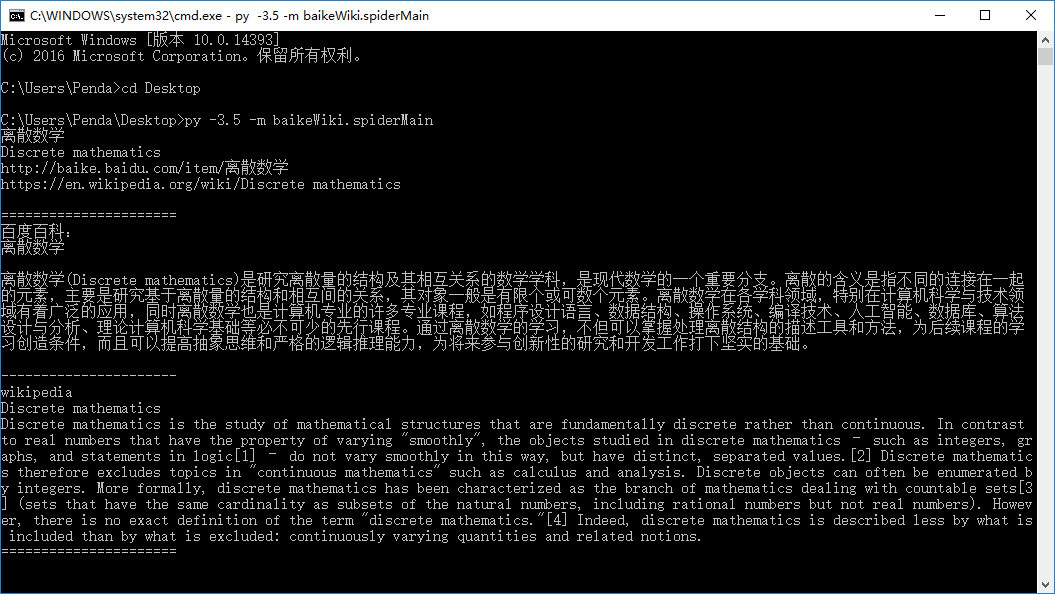 C:\WINDOWS\system32\cmd.exe - py  -3.5 -m baikeWiki.spiderMain
Microsoft Windows [版本 10.0.14393]
(c) 2016 Microsoft Corporation。保留所有权利。
C:\Users\Penda>cd Desktop
C:\Users\Penda\Desktop>py -3.5 -m baikeWiki.spiderMain
离散数学
Discrete mathematics
http://baike.baidu.com/item/离散数学
https://en.wikipedia.org/wiki/Discrete mathematics
======================
百度百科：
离散数学
离散数学(Discrete mathematics)是研究离散量的结构及其相互关系的数学学科，是现代数学的一个重要分支。离散的含义是指不同的连接在一起
的元素，主要是研究基于离散量的结构和相互间的关系，其对象一般是有限个或可数个元素。离散数学在各学科领域，特别在计算机科学与技术领
域有着广泛的应用，同时离散数学也是计算机专业的许多专业课程，如程序设计语言、数据结构、操作系统、编译技术、人工智能、数据库、算法
设计与分析、理论计算机科学基础等必不可少的先行课程。通过离散数学的学习，不但可以掌握处理离散结构的描述工具和方法，为后续课程的学
习创造条件，而且可以提高抽象思维和严格的逻辑推理能力，为将来参与创新性的研究和开发工作打下坚实的基础。
----------------------
wikipedia
Discrete mathematics
Discrete mathematics is the study of mathematical structures that are fundamentally discrete rather than continuous. In contrast
to real numbers that have the property of varying "smoothly", the objects studied in discrete mathematics – such as integers, gr
aphs, and statements in logic[1] – do not vary smoothly in this way, but have distinct, separated values.[2] Discrete mathematic
s therefore excludes topics in "continuous mathematics" such as calculus and analysis. Discrete objects can often be enumerated b
y integers. More formally, discrete mathematics has been characterized as the branch of mathematics dealing with countable sets[3
] (sets that have the same cardinality as subsets of the natural numbers, including rational numbers but not real numbers). Howev
er, there is no exact definition of the term "discrete mathematics."[4] Indeed, discrete mathematics is described less by what is
included than by what is excluded: continuously varying quantities and related notions.
======================